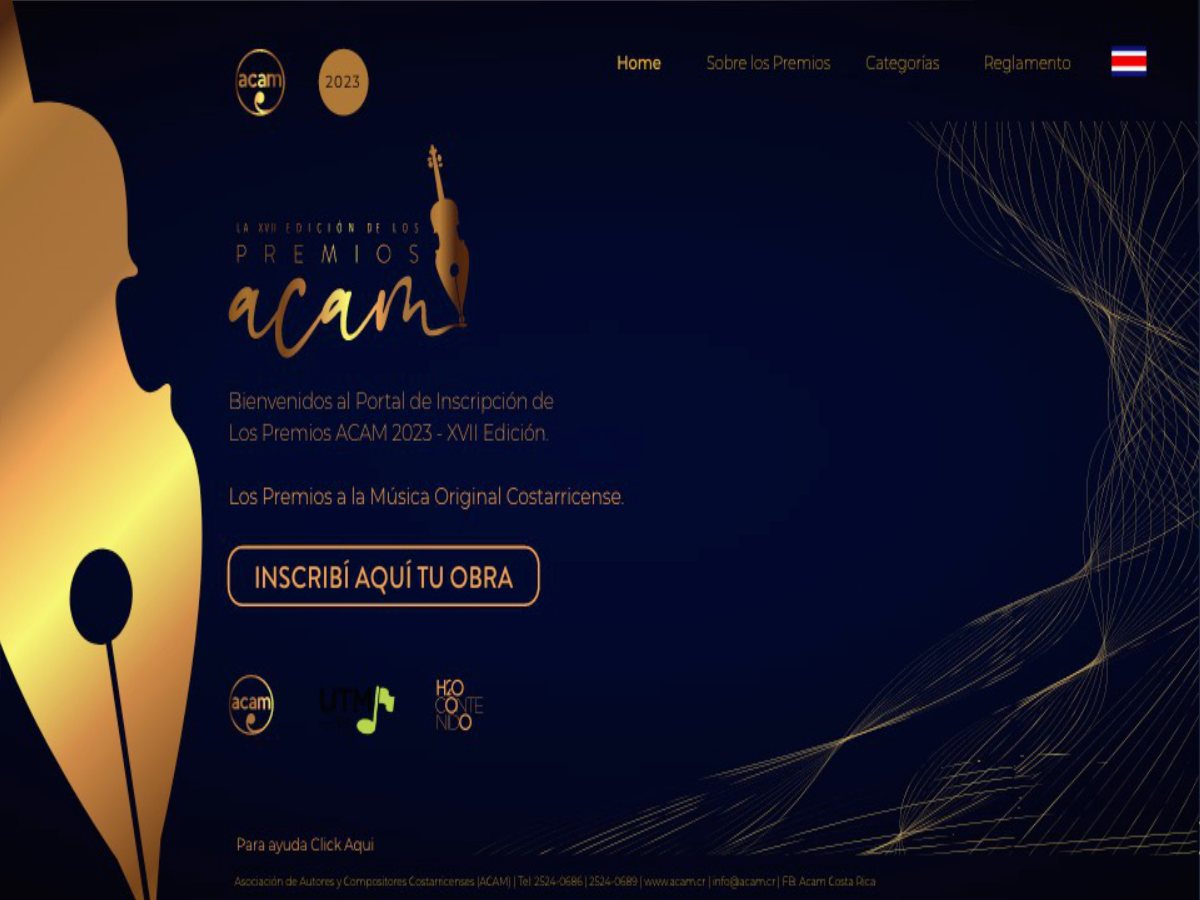 acam
2023
Home
Sobre los Premios
Categorías
Reglamento
LA XVII EDICIÓN DE LOS
PREMIOS
acam
Bienvenidos al Portal de Inscripción de
Los Premios ACAM 2023 - XVII Edición.
Los Premios a la Música Original Costarricense.
INSCRIBÍ AQUÍ TU OBRA
acam
UTM
H2O
CONTE
NIDO
Para ayuda Click Aqui
Asociación de Autores y Compositores Costarricenses (ACAM) | Tel: 2524-0686 | 2524-0689 | www.acam.cr | info@acam.cr | FB: Acam Costa Rica